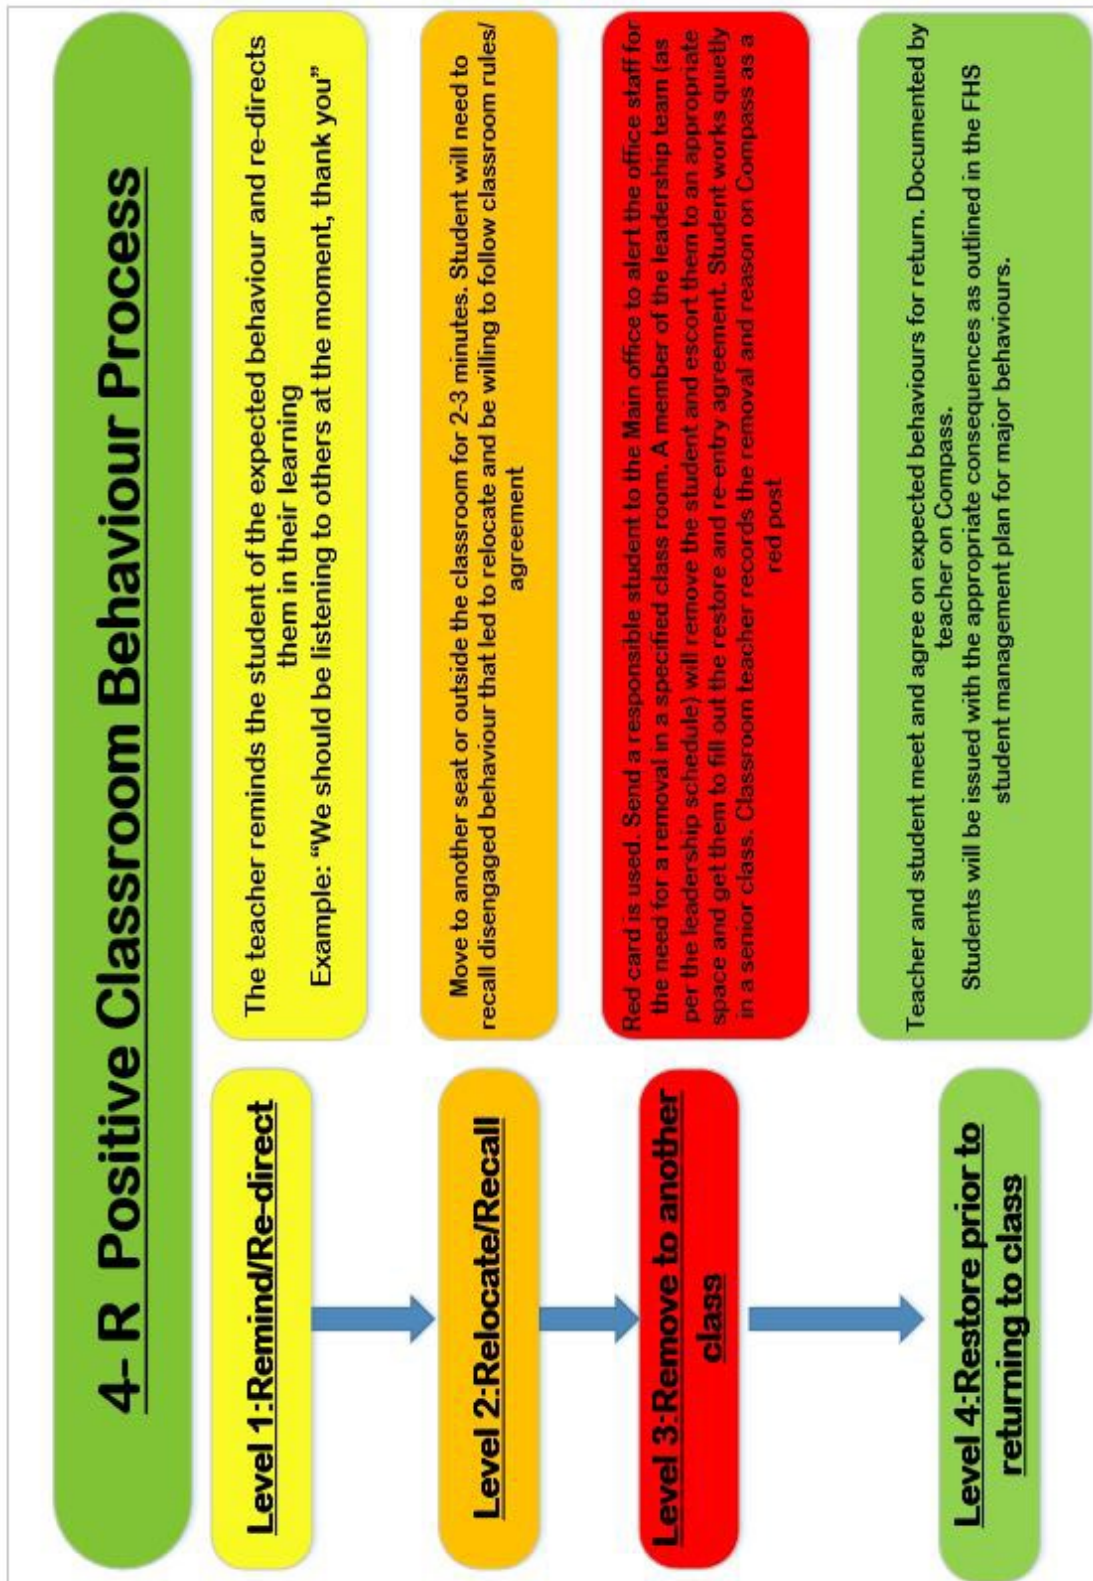 4- R  Positive Classroom Behaviour Process
Level 1:Remind/Re-direct
The teacher reminds the student of the expected behaviour and re-directs
them in their learning
Example: “We should be listening to others at the moment, thank you”
Level 2:Relocate/Recall
Move to another seat or outside the classroom for 2-3 minutes. Student will need to
recall disengaged behaviour that led to relocate and be willing to follow classroom rules/
agreement
Level 3:Remove to another
class
Red card is used. Send a responsible student to the Main office to alert the office staff for
the need for a removal in a specified class room. A member of the leadership team (as
per the leadership schedule) will remove the student and escort them to an appropriate
space and get them to fill out the restore and re-entry agreement. Student works quietly
in a senior class. Classroom teacher records the removal and reason on Compass as a
red post
Level 4:Restore prior to
returning to class
Teacher and student meet and agree on expected behaviours for return. Documented by
teacher on Compass.
Students will be issued with the appropriate consequences as outlined in the FHS
student management plan for major behaviours.